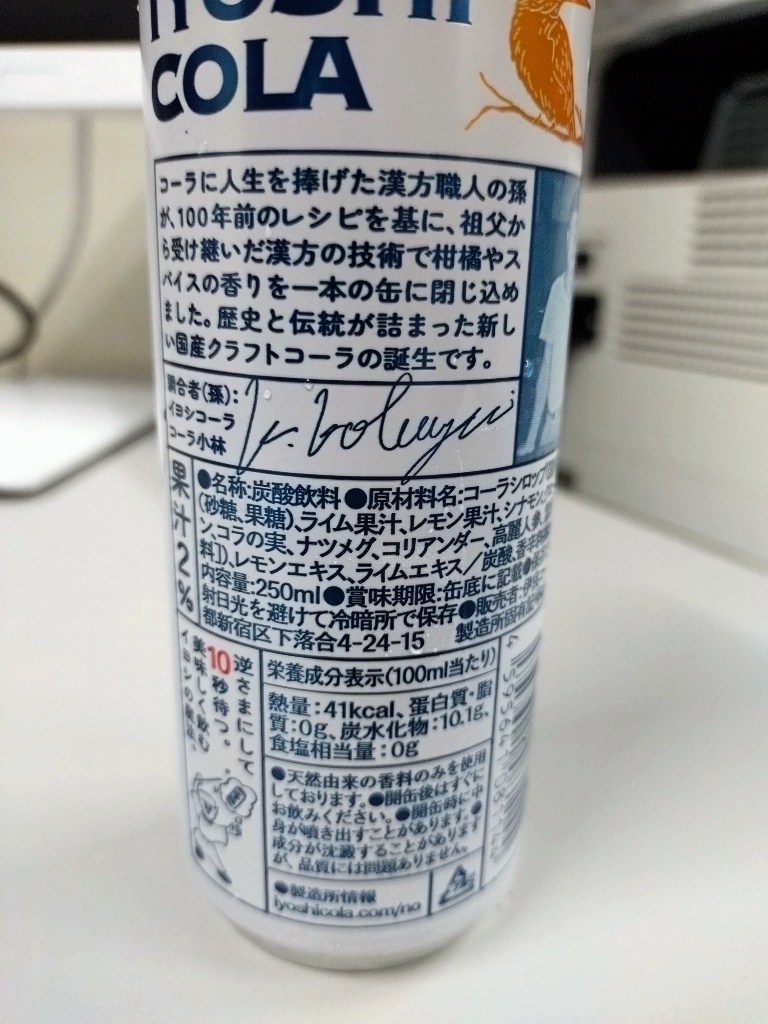 COLA
コーラに人生を捧げた漢方職人の孫
が、100年前のレシピを基に、祖父か
ら受け継いだ漢方の技術で柑橘やス
パイスの香りを一本の缶に閉じ込め
ました。歴史と伝統が詰まった新し
い国産クラフトコーラの誕生です。
調合者(孫):
イヨシコーラ
コーラ小林
果汁2%
●名称:炭酸飲料 ●原材料名:コーラシロップ
(砂糖、果糖)、ライム果汁、レモン果汁、シナモン
ン、コラの実、ナツメグ、コリアンダー、高麗人参、
料])、レモンエキス、ライムエキス/炭酸、香辛料
内容量:250ml●賞味期限:缶底に記載●
射日光を避けて冷暗所で保存●販売者:
都新宿区下落合4-24-15 製造所固有記
逆さまにして
10秒待つ。
美味しく飲む
イヨシの
栄養成分表示(100ml当たり)
熱量:41kcal、蛋白質・脂
質:0g、炭水化物:10.1g、
食塩相当量:0g
●天然由来の香料のみを使用
しております。●開缶後はすぐに
お飲みください。●開缶時に中
身が噴き出すことがあります。●
成分が沈澱することがあります
が、品質には問題ありません。
●製造所情報
iyoshicola.com/no